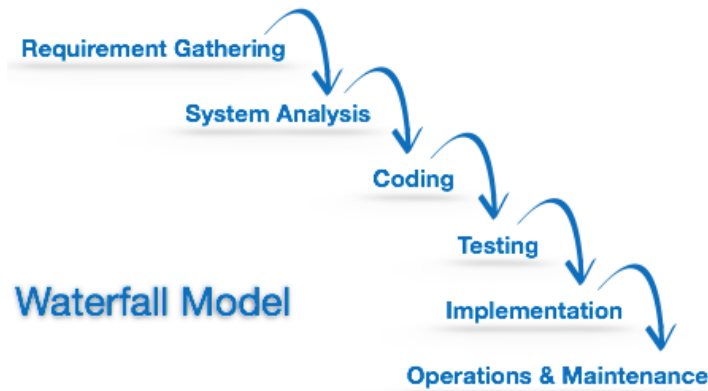 Requirement Gathering
System Analysis
Coding
Testing
Waterfall Model
Implementation
Operations & Maintenance